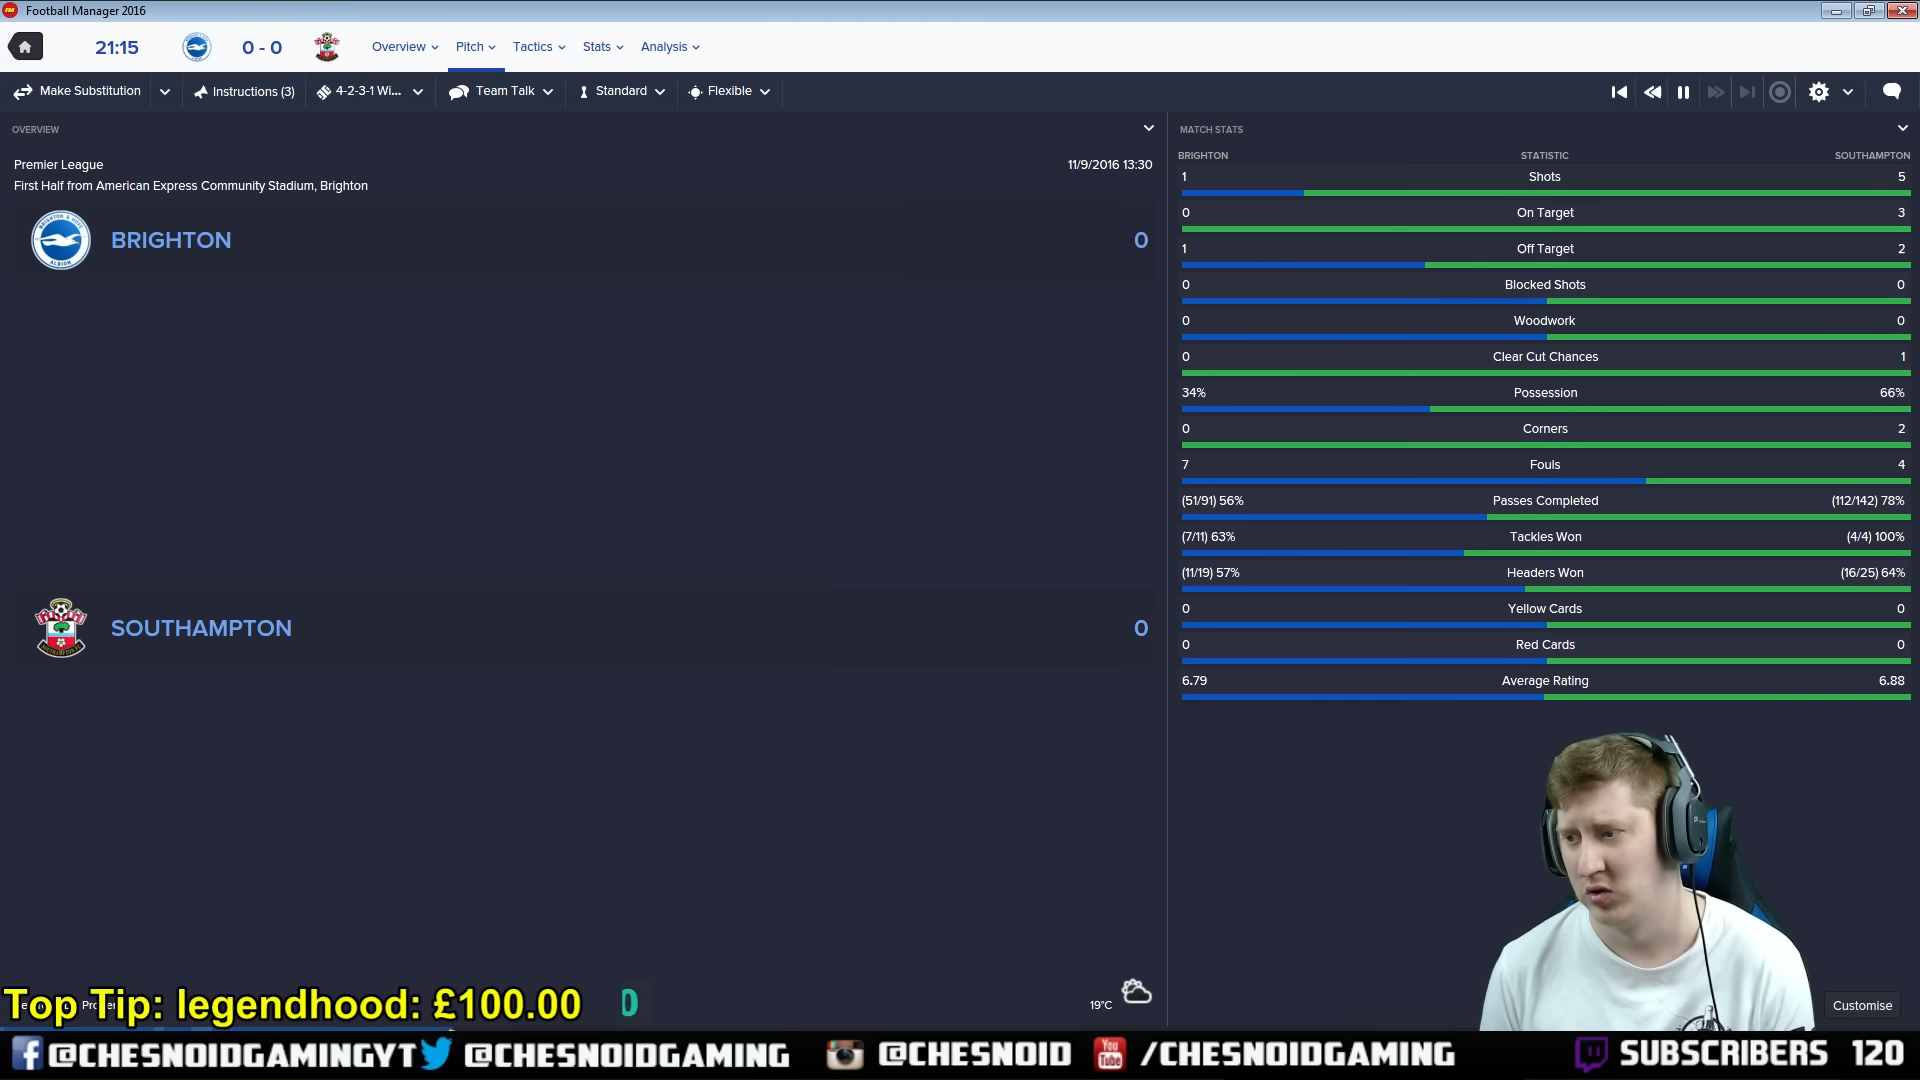 Football Manager 2016
21:15
0 - 0
Overview
Pitch
Tactics
Stats
Analysis
Make Substitution
Instructions (3)
4-2-3-1 Wi...
Team Talk
Standard
Flexible
OVERVIEW
Premier League
11/9/2016 13:30
First Half from American Express Community Stadium, Brighton
BRIGHTON
0
SOUTHAMPTON
0
MATCH STATS
BRIGHTON STATISTIC SOUTHAMPTON
1 Shots 5
0 On Target 3
1 Off Target 2
0 Blocked Shots 0
0 Woodwork 0
0 Clear Cut Chances 1
34% Possession 66%
0 Corners 2
7 Fouls 4
(51/91) 56% Passes Completed (112/142) 78%
(7/11) 63% Tackles Won (4/4) 100%
(11/19) 57% Headers Won (16/25) 64%
0 Yellow Cards 0
0 Red Cards 0
6.79 Average Rating 6.88
Top Tip: legendhood: £100.00
19°C
Customise
@CHESNOIDGAMINGYT @CHESNOIDGAMING @CHESNOID You Tube /CHESNOIDGAMING SUBSCRIBERS 120